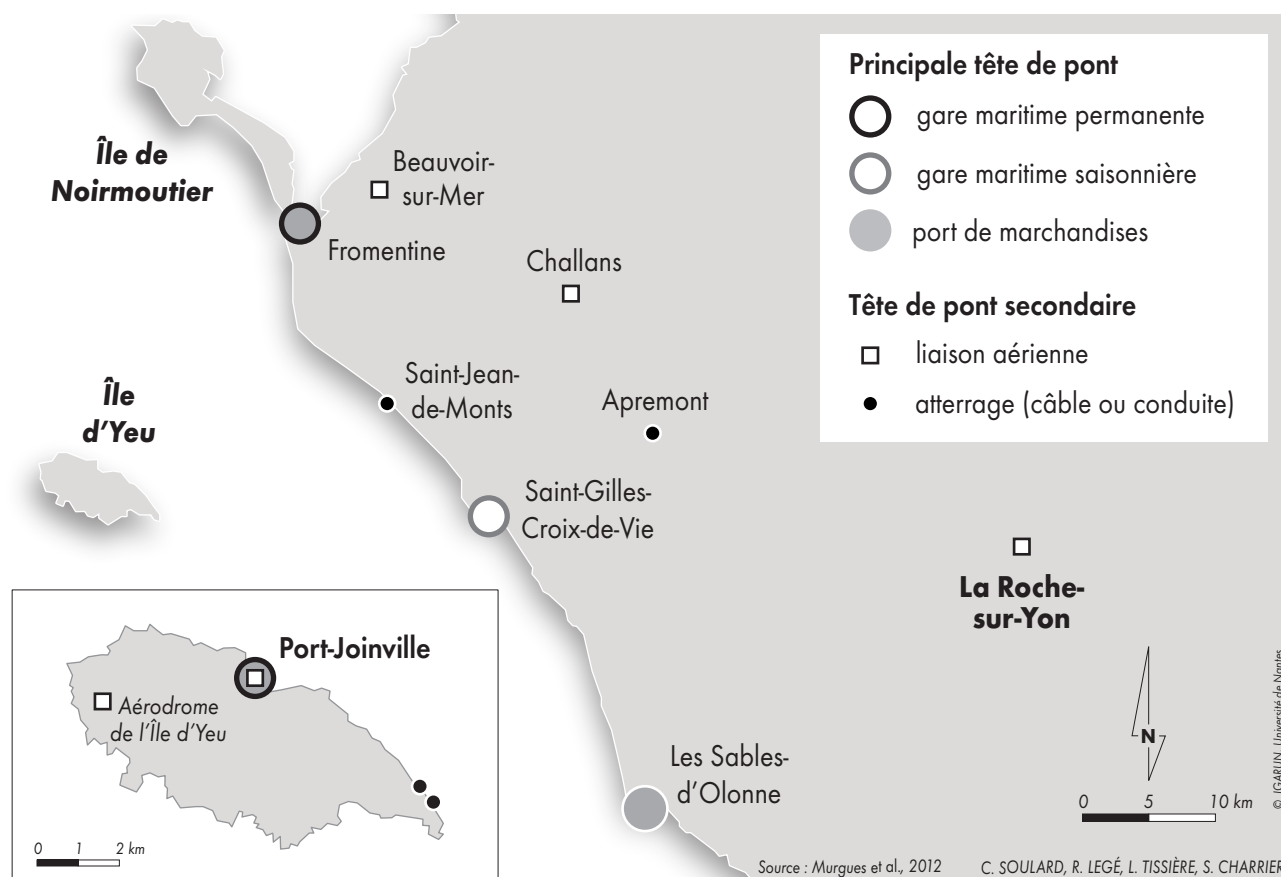 Île de
Noirmoutier
Beauvoir-
sur-Mer
Fromentine
Challans
Île
d'Yeu
Saint-Jean-
de-Monts
Apremont
Saint-Gilles-
Croix-de-Vie
La Roche-
sur-Yon
Les Sables-
d'Olonne
Principale tête de pont
gare maritime permanente
gare maritime saisonnière
port de marchandises
Tête de pont secondaire
liaison aérienne
atterrage (câble ou conduite)
Port-Joinville
Aérodrome
de l'Île d'Yeu
0 1 2 km
N
0 5 10 km
© IGARUN, Université de Nantes
Source : Murgues et al., 2012
C. SOULARD, R. LEGÉ, L. TISSIÈRE, S. CHARRIER